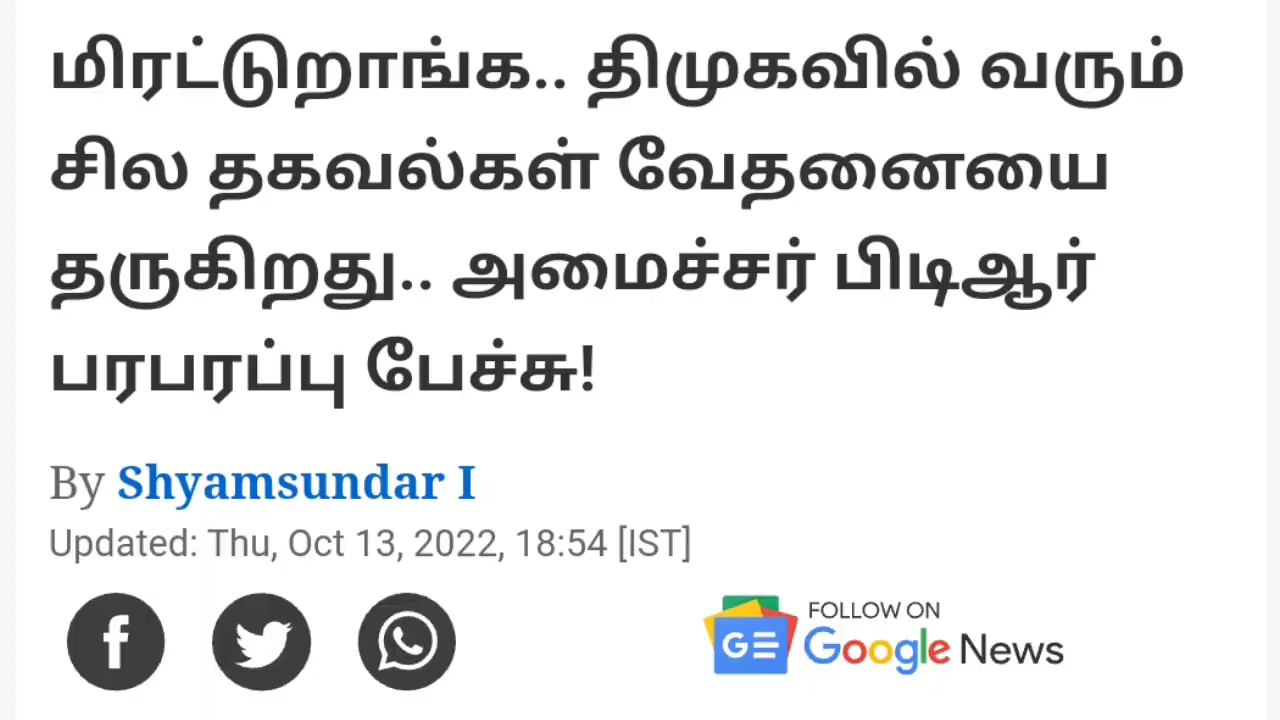 மிரட்டுறாங்க.. திமுகவில் வரும்
சில தகவல்கள் வேதனையை
தருகிறது.. அமைச்சர் பிடிஆர்
பரபரப்பு பேச்சு!
By Shyamsundar I
Updated: Thu, Oct 13, 2022, 18:54 [IST]
FOLLOW ON
Google News